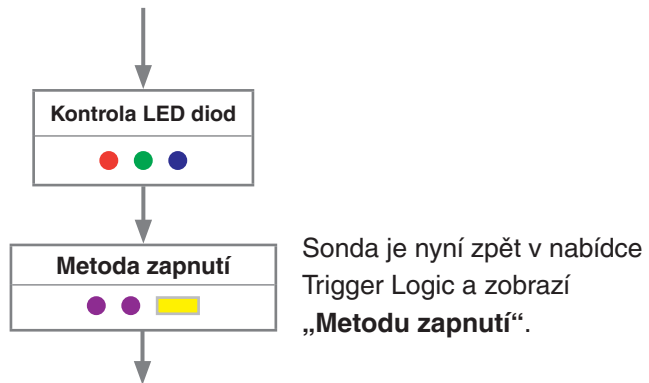 Kontrola LED diod
Metoda zapnutí
Sonda je nyní zpět v nabídce
Trigger Logic a zobrazí
„Metodu zapnutí“.